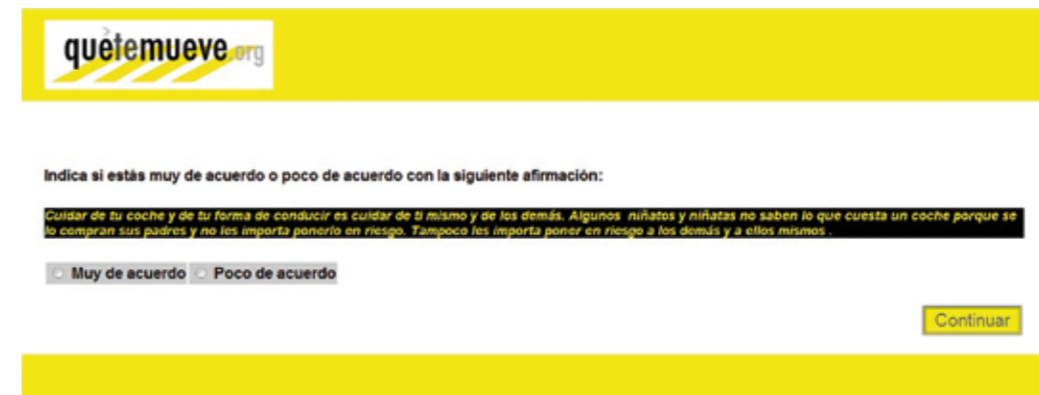 quètemueve.org
Indica si estás muy de acuerdo o poco de acuerdo con la siguiente afirmación:
Cuidar de tu coche y de tu forma de conducir es cuidar de ti mismo y de los demás. Algunos niñatos y niñatas no saben lo que cuesta un coche porque se
lo compran sus padres y no les importa ponerlo en riesgo. Tampoco les importa poner en riesgo a los demás y a ellos mismos .
Muy de acuerdo Poco de acuerdo
Continuar